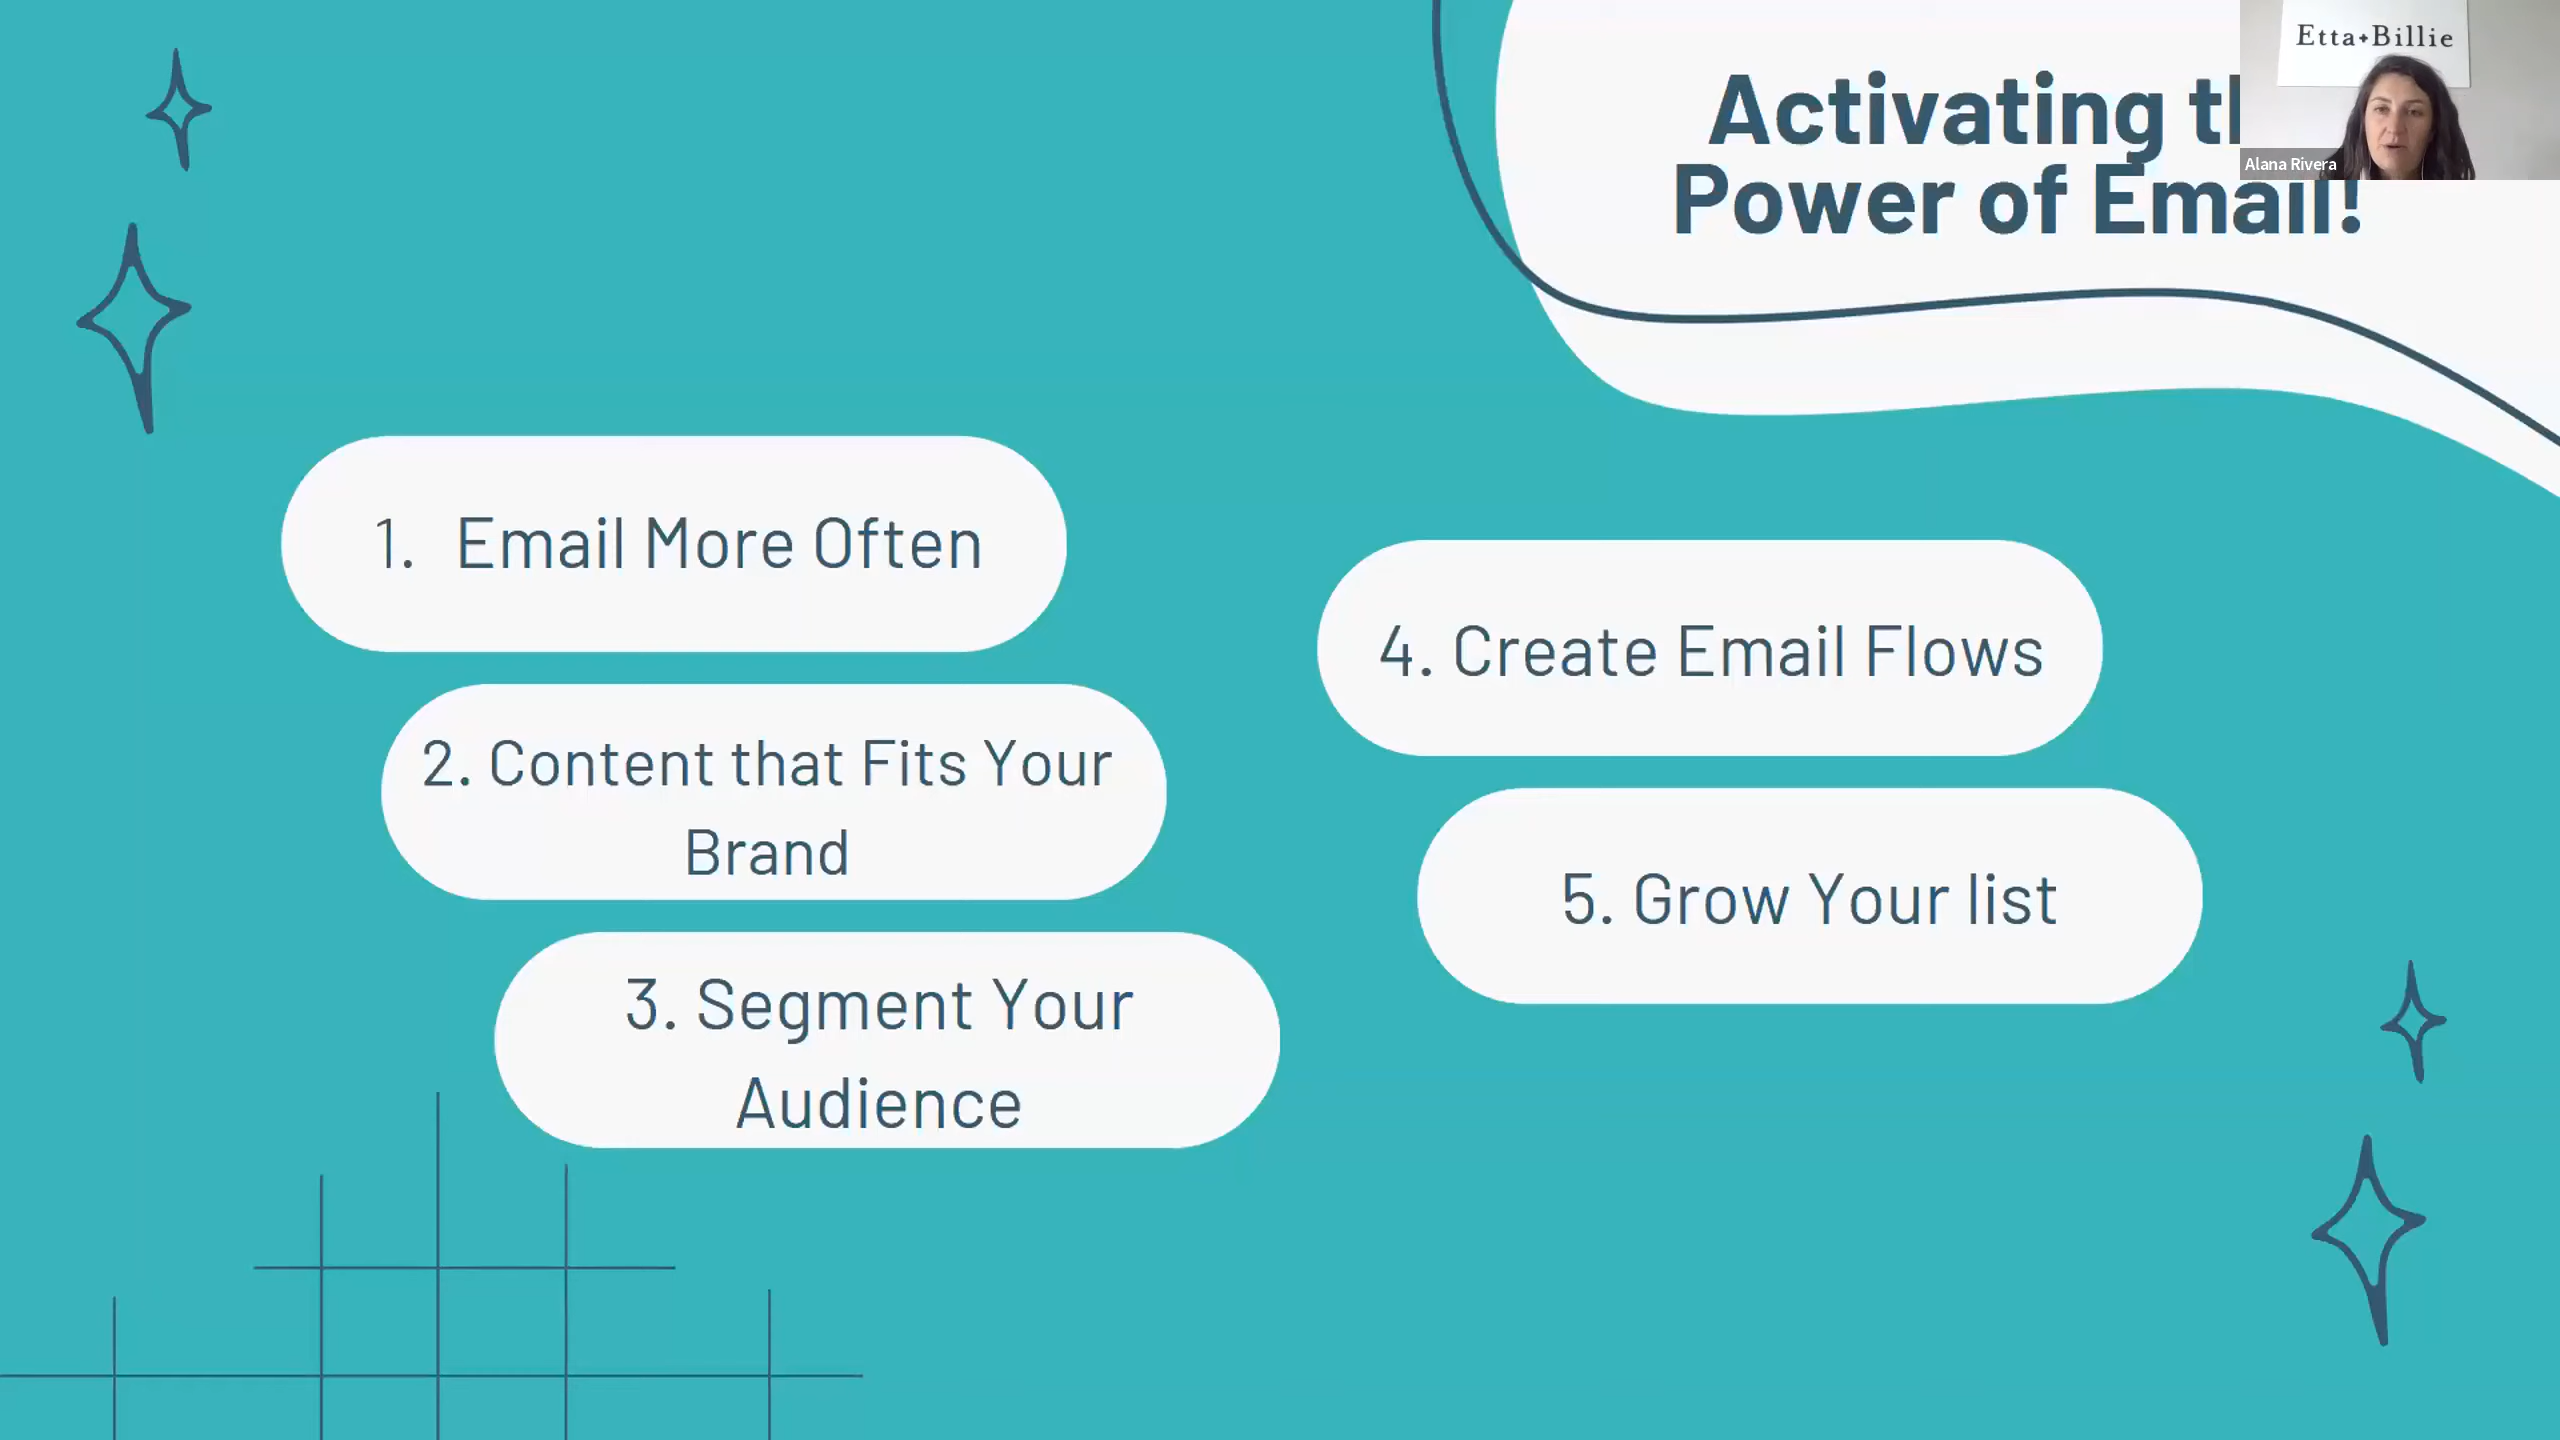 Etta+Billie
Activating
Power of Email!
Alana Rivera
1. Email More Often
2. Content that Fits Your
Brand
3. Segment Your
Audience
4. Create Email Flows
5. Grow Your list